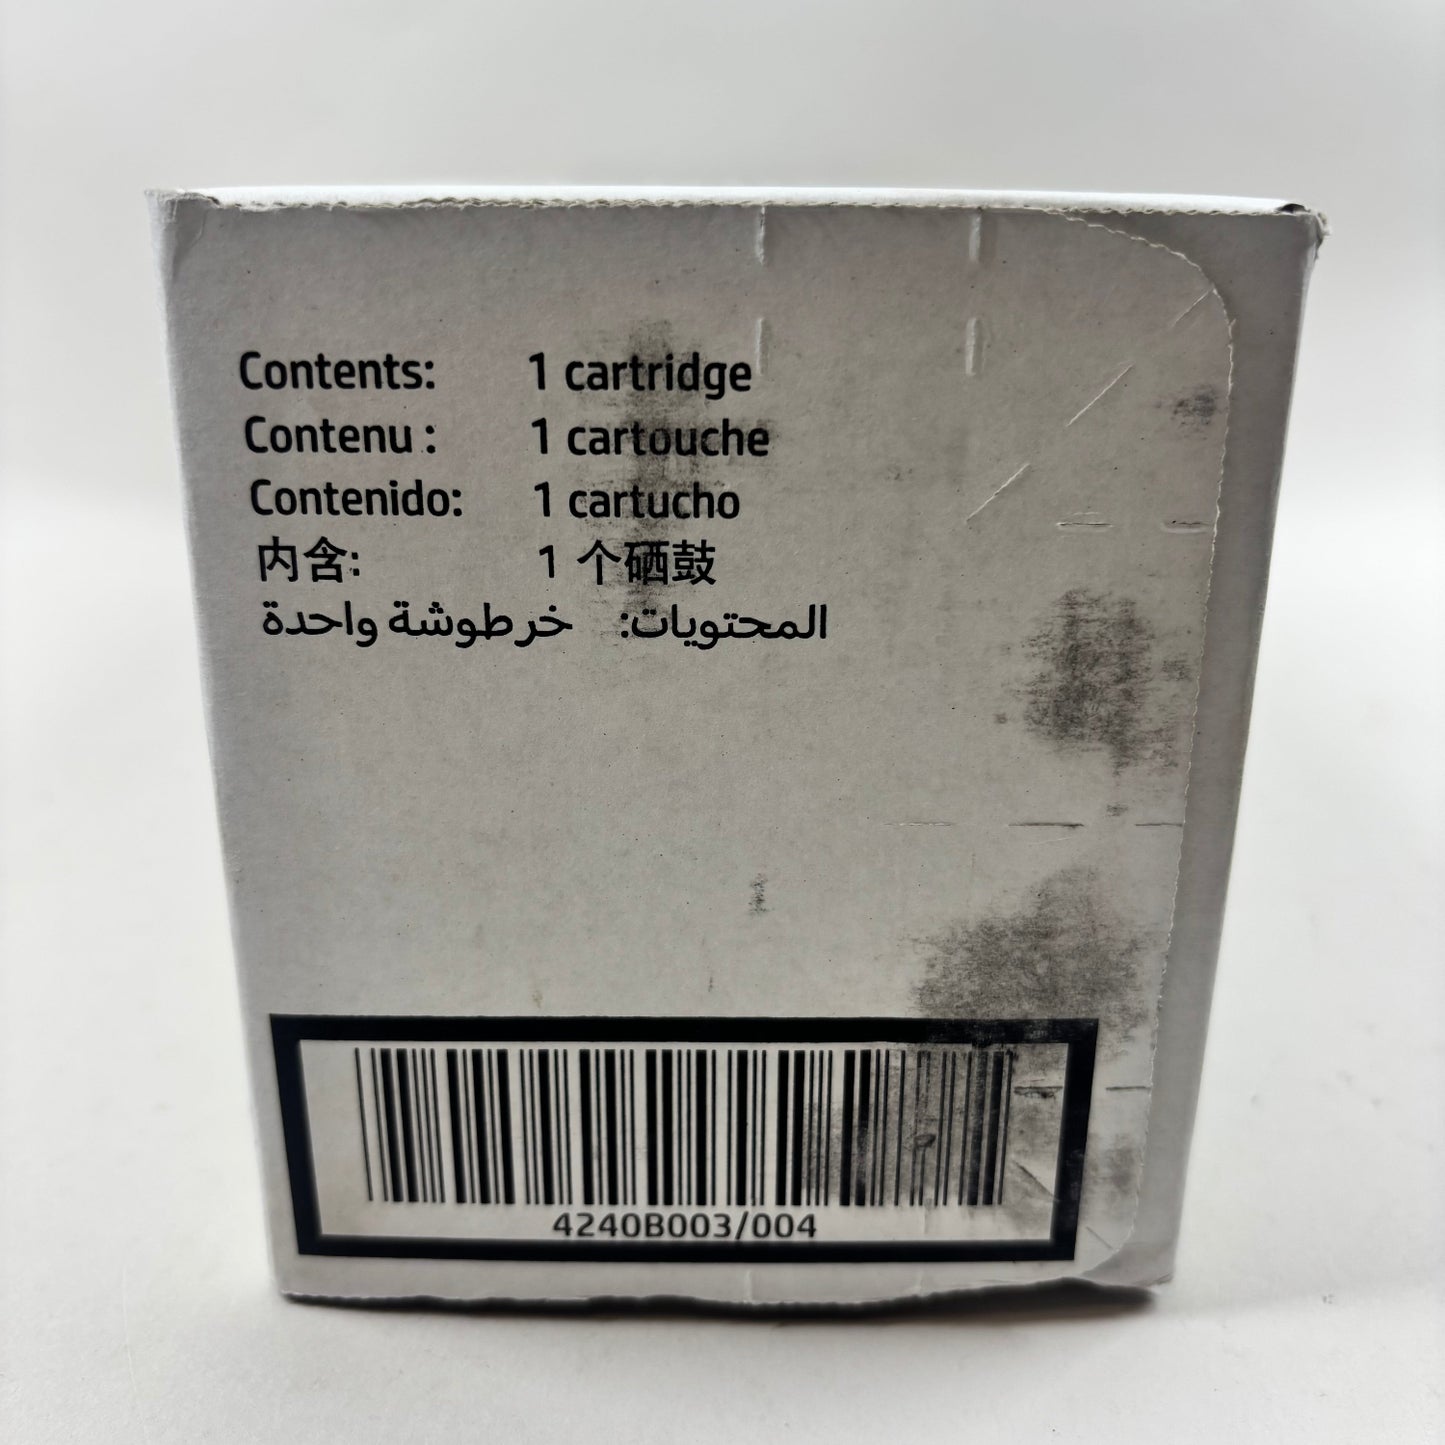 Contents: 1 cartridge
Contenu : 1 cartouche
Contenido: 1 cartucho
内含: 1 个硒鼓
المحتويات: خرطوشة واحدة
4240B003/004